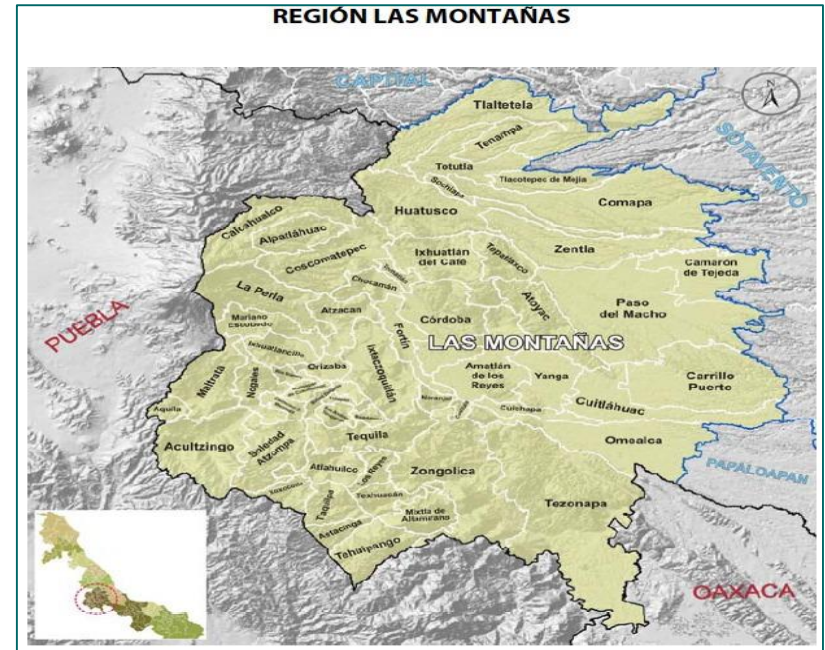 REGIÓN LAS MONTAÑAS
CAPTIAL
Tlaltetela
Tenampa
SOTAVENTO
Totutla
Tlacotepec de Mejía
Sochiapa
Comapa
Huatusco
Calcahualco
Alpatláhuac
Zentla
Coscomatepec
Ixhuatlán
del Café
Tepatlaxco
Camarón
de Tejeda
Chocamán
La Perla
Atoyac
Paso
del Macho
Atzacan
Mariano
Escobedo
Córdoba
PUEBLA
Fortín
LAS MONTAÑAS
Ixhuatlancillo
Ixtaczoquitlán
Orizaba
Maltrata
Nogales
Amatlán
de los
Reyes
Yanga
Carrillo
Puerto
Naranjal
Cuichapa
Cuitláhuac
Aquila
Acultzingo
Soledad
Atzompa
Tequila
Omealca
Atlahuilco
Los Reyes
Zongolica
PAPALOAPAN
Texhuacán
Tlaquilpa
Mixtla de
Altamirano
Tezonapa
Astacinga
Tehuipango
OAXACA